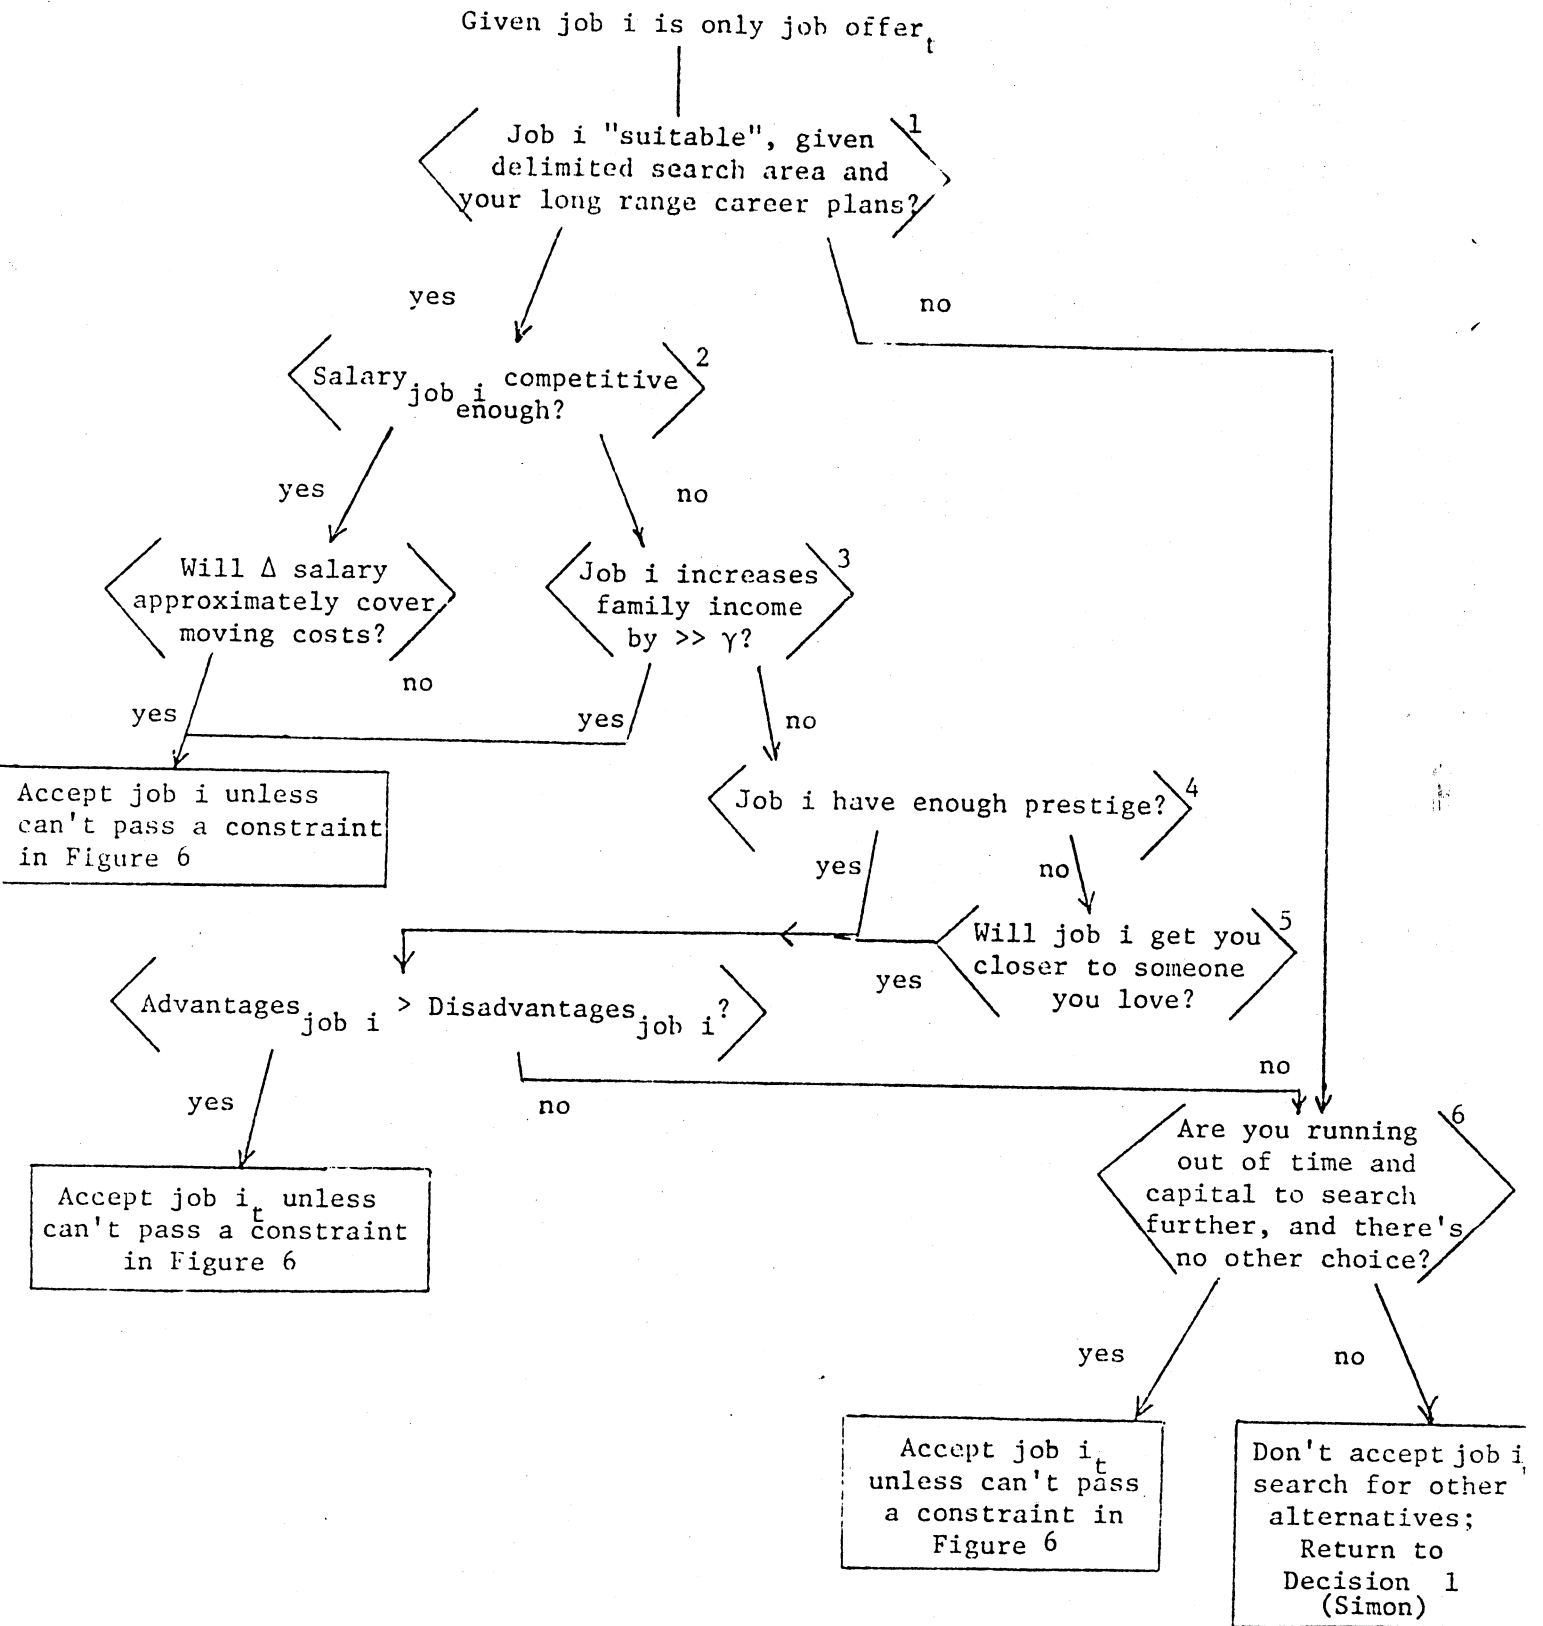 Given job i is only job offer t
1
Job i "suitable", given
delimited search area and
your long range career plans?
yes
no
2
Salary job i competitive
enough?
yes
no
Will Δ salary
approximately cover
moving costs?
3
Job i increases
family income
by >> γ?
no
yes
yes
no
Accept job i unless
can't pass a constraint
in Figure 6
4
Job i have enough prestige?
yes
no
5
Will job i get you
closer to someone
you love?
yes
Advantages job i > Disadvantages job i?
no
yes
no
Accept job i t unless
can't pass a constraint
in Figure 6
6
Are you running
out of time and
capital to search
further, and there's
no other choice?
yes
no
Accept job i t
unless can't pass
a constraint in
Figure 6
Don't accept job i,
search for other
alternatives;
Return to
Decision 1
(Simon)